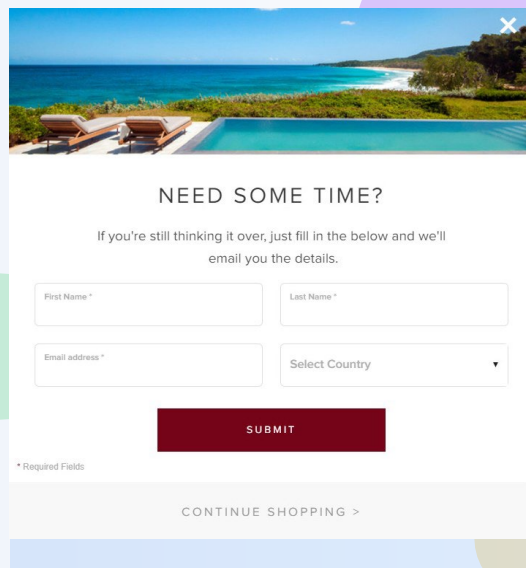 NEED SOME TIME?
If you're still thinking it over, just fill in the below and we'll
email you the details.
First Name *
Last Name *
Email address *
Select Country
SUBMIT
* Required Fields
CONTINUE SHOPPING >